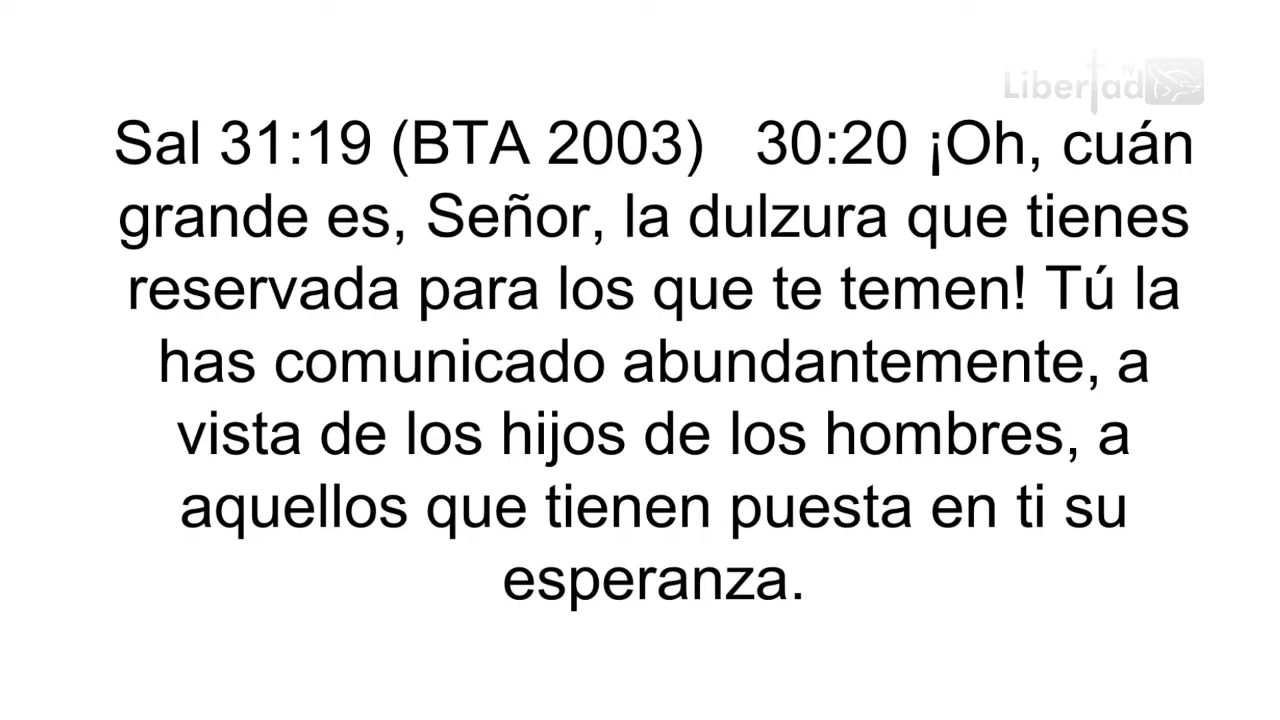 Libertad
TV
Sal 31:19 (BTA 2003)   30:20 ¡Oh, cuán
grande es, Señor, la dulzura que tienes
reservada para los que te temen! Tú la
has comunicado abundantemente, a
vista de los hijos de los hombres, a
aquellos que tienen puesta en ti su
esperanza.